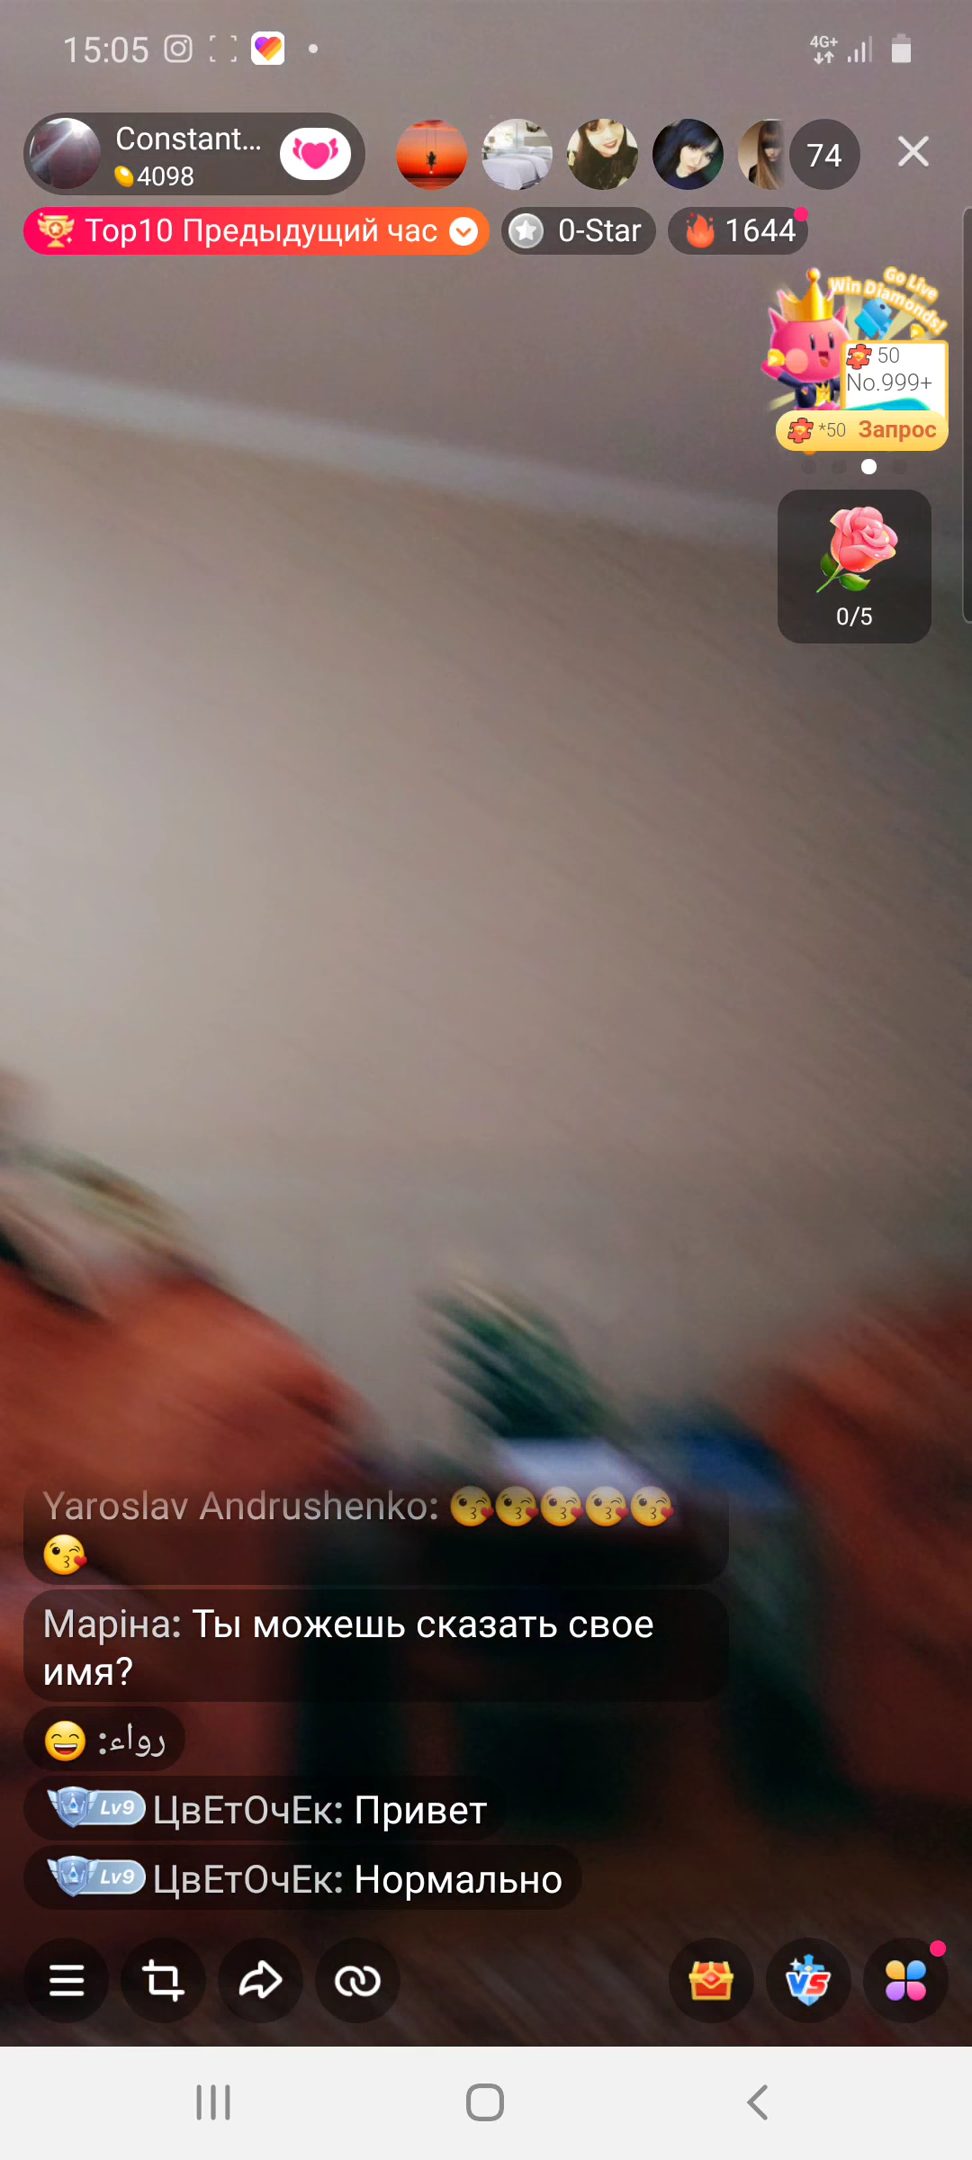 15:05
4G+
Constant...
4098
74
Top10 Предыдущий час
0-Star
1644
Go Live
Win Diamonds!
50
No.999+
*50 Запрос
0/5
Yaroslav Andrushenko: 😘😘😘😘😘
😘
Маріна: Ты можешь сказать свое
имя?
رواء: 😄
Lv9 ЦвЕтОчЕк: Привет
Lv9 ЦвЕтОчЕк: Нормально
VS